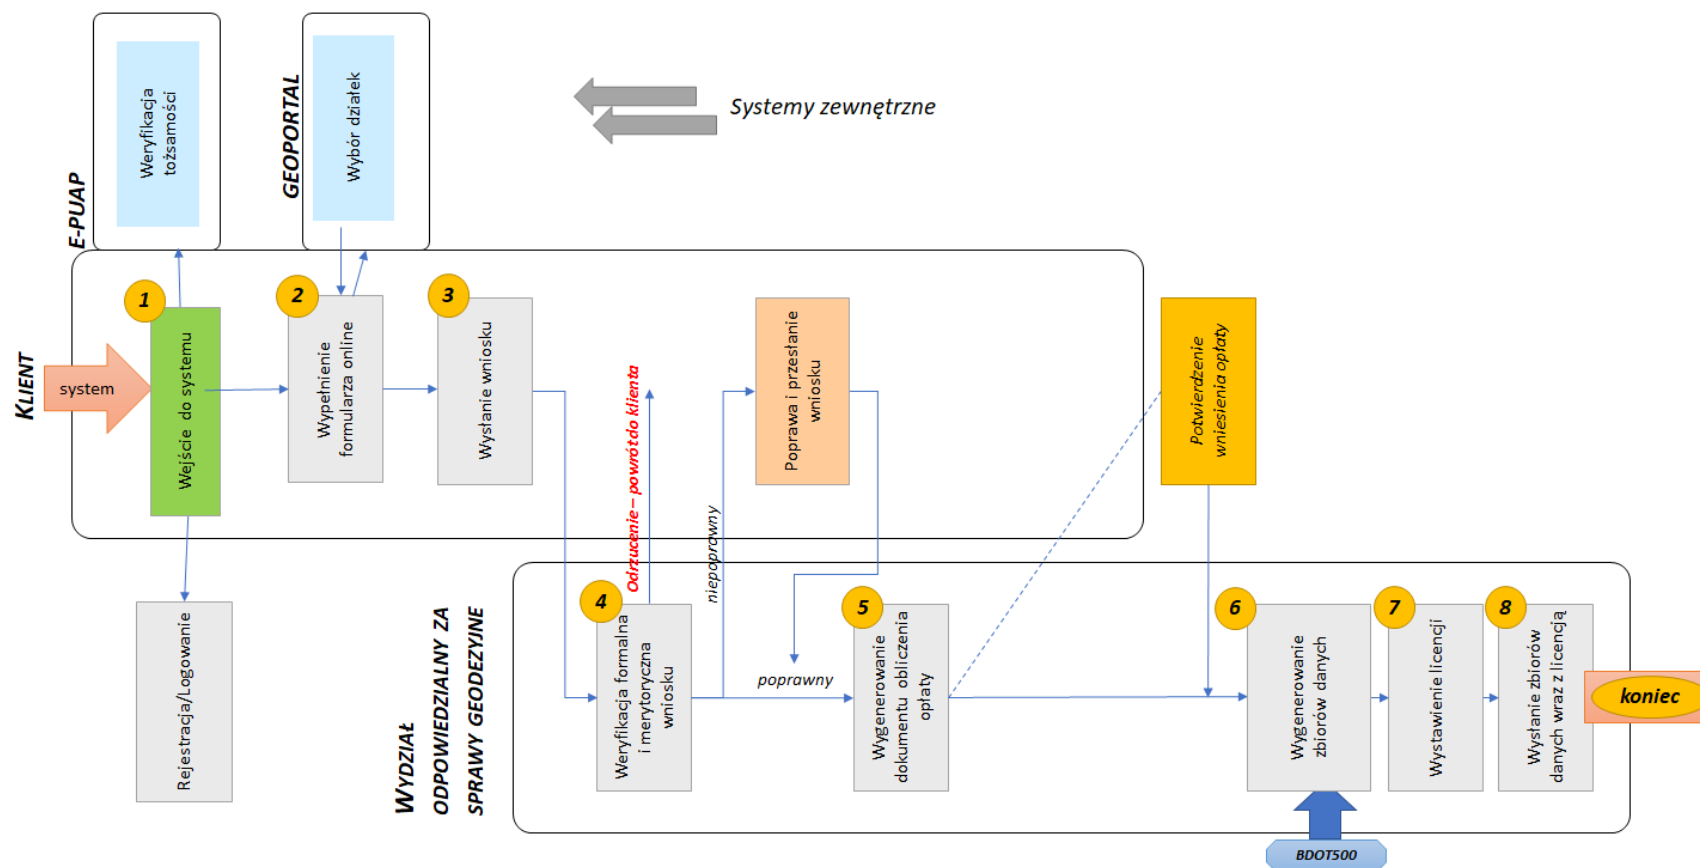 E-PUAP
Weryfikacja
tożsamości
GEOPORTAL
Wybór działek
Systemy zewnętrzne
KLIENT
system
1
Wejście do systemu
2
Wypełnienie
formularza online
3
Wysłanie wniosku
Odrzucenie – powrót do klienta
niepoprawny
Poprawa i przesłanie
wniosku
Potwierdzenie
wniesienia opłaty
Rejestracja/Logowanie
WYDZIAŁ
ODPOWIEDZIALNY ZA
SPRAWY GEODEZYJNE
4
Weryfikacja formalna
i merytoryczna
wniosku
poprawny
5
Wygenerowanie
dokumentu obliczenia
opłaty
6
Wygenerowanie
zbiorów danych
7
Wystawienie licencji
8
Wysłanie zbiorów
danych wraz z licencją
koniec
BDOT500